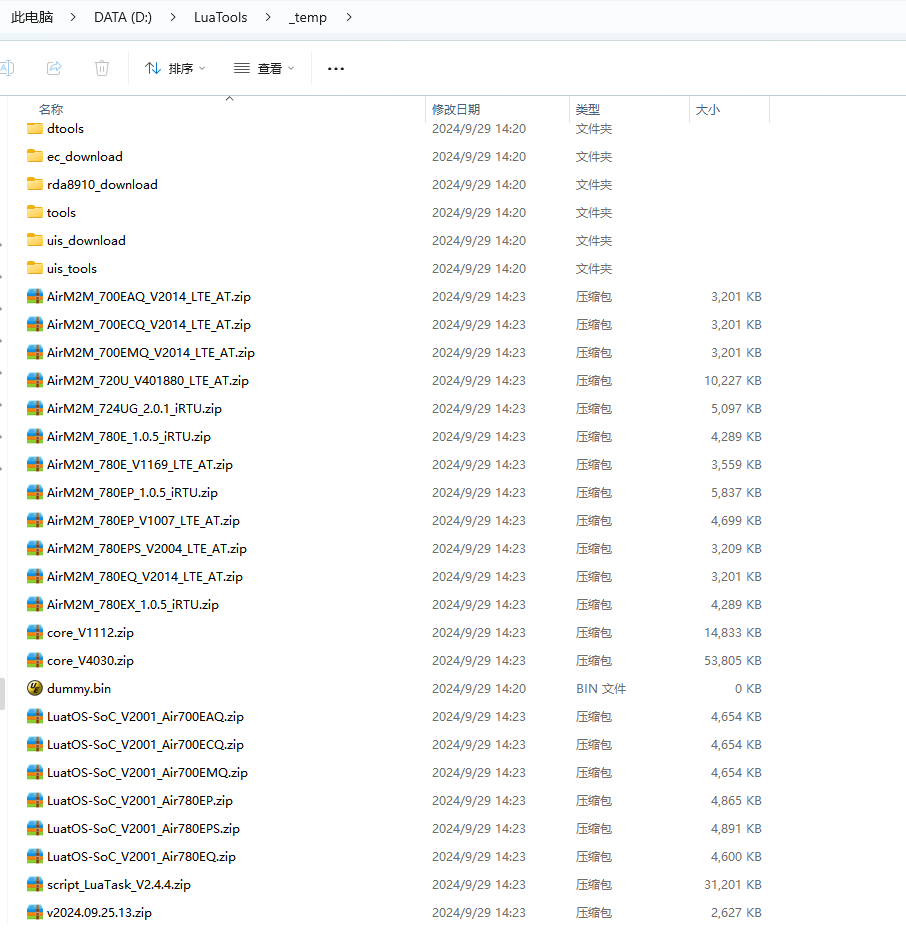 此电脑 > DATA (D:) > LuaTools > _temp >
排序 查看 ...
名称 修改日期 类型 大小
dtools 2024/9/29 14:20 文件夹
ec_download 2024/9/29 14:20 文件夹
rda8910_download 2024/9/29 14:20 文件夹
tools 2024/9/29 14:20 文件夹
uis_download 2024/9/29 14:20 文件夹
uis_tools 2024/9/29 14:20 文件夹
AirM2M_700EAQ_V2014_LTE_AT.zip 2024/9/29 14:23 压缩包 3,201 KB
AirM2M_700ECQ_V2014_LTE_AT.zip 2024/9/29 14:23 压缩包 3,201 KB
AirM2M_700EMQ_V2014_LTE_AT.zip 2024/9/29 14:23 压缩包 3,201 KB
AirM2M_720U_V401880_LTE_AT.zip 2024/9/29 14:23 压缩包 10,227 KB
AirM2M_724UG_2.0.1_iRTU.zip 2024/9/29 14:23 压缩包 5,097 KB
AirM2M_780E_1.0.5_iRTU.zip 2024/9/29 14:23 压缩包 4,289 KB
AirM2M_780E_V1169_LTE_AT.zip 2024/9/29 14:23 压缩包 3,559 KB
AirM2M_780EP_1.0.5_iRTU.zip 2024/9/29 14:23 压缩包 5,837 KB
AirM2M_780EP_V1007_LTE_AT.zip 2024/9/29 14:23 压缩包 4,699 KB
AirM2M_780EPS_V2004_LTE_AT.zip 2024/9/29 14:23 压缩包 3,209 KB
AirM2M_780EQ_V2014_LTE_AT.zip 2024/9/29 14:23 压缩包 3,201 KB
AirM2M_780EX_1.0.5_iRTU.zip 2024/9/29 14:23 压缩包 4,289 KB
core_V1112.zip 2024/9/29 14:23 压缩包 14,833 KB
core_V4030.zip 2024/9/29 14:23 压缩包 53,805 KB
dummy.bin 2024/9/29 14:20 BIN 文件 0 KB
LuatOS-SoC_V2001_Air700EAQ.zip 2024/9/29 14:23 压缩包 4,654 KB
LuatOS-SoC_V2001_Air700ECQ.zip 2024/9/29 14:23 压缩包 4,654 KB
LuatOS-SoC_V2001_Air700EMQ.zip 2024/9/29 14:23 压缩包 4,654 KB
LuatOS-SoC_V2001_Air780EP.zip 2024/9/29 14:23 压缩包 4,865 KB
LuatOS-SoC_V2001_Air780EPS.zip 2024/9/29 14:23 压缩包 4,891 KB
LuatOS-SoC_V2001_Air780EQ.zip 2024/9/29 14:23 压缩包 4,600 KB
script_LuaTask_V2.4.4.zip 2024/9/29 14:23 压缩包 31,201 KB
v2024.09.25.13.zip 2024/9/29 14:23 压缩包 2,627 KB